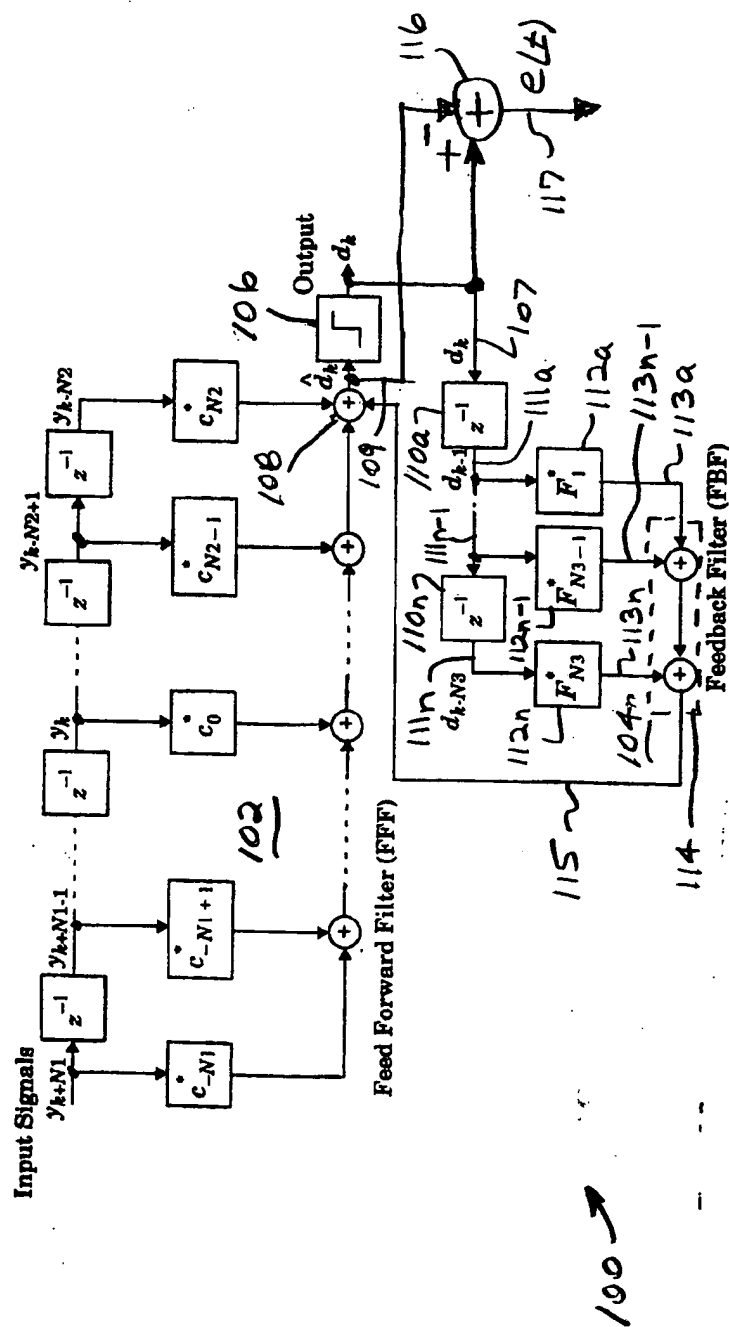 Input Signals
y_{k+N1}
z^{-1}
y_{k+N1-1}
z^{-1}
y_k
z^{-1}
y_{k-N2+1}
z^{-1}
y_{k-N2}
c*_{-N1}
c*_{-N1+1}
c*_0
c*_{N2-1}
c*_{N2}
102
+
+
+
+
108
109
d̂_k
106
Output
d_k
Feed Forward Filter (FFF)
+
-
+
116
117
e(t)
d_k
107
110a
z^{-1}
111a
d_{k-1}
111n-1
110n
z^{-1}
111n
d_{k-N3}
112a
F*_1
112n-1
F*_{N3-1}
112n
F*_{N3}
113a
113n-1
113n
104n
+
+
114
115
Feedback Filter (FBF)
100